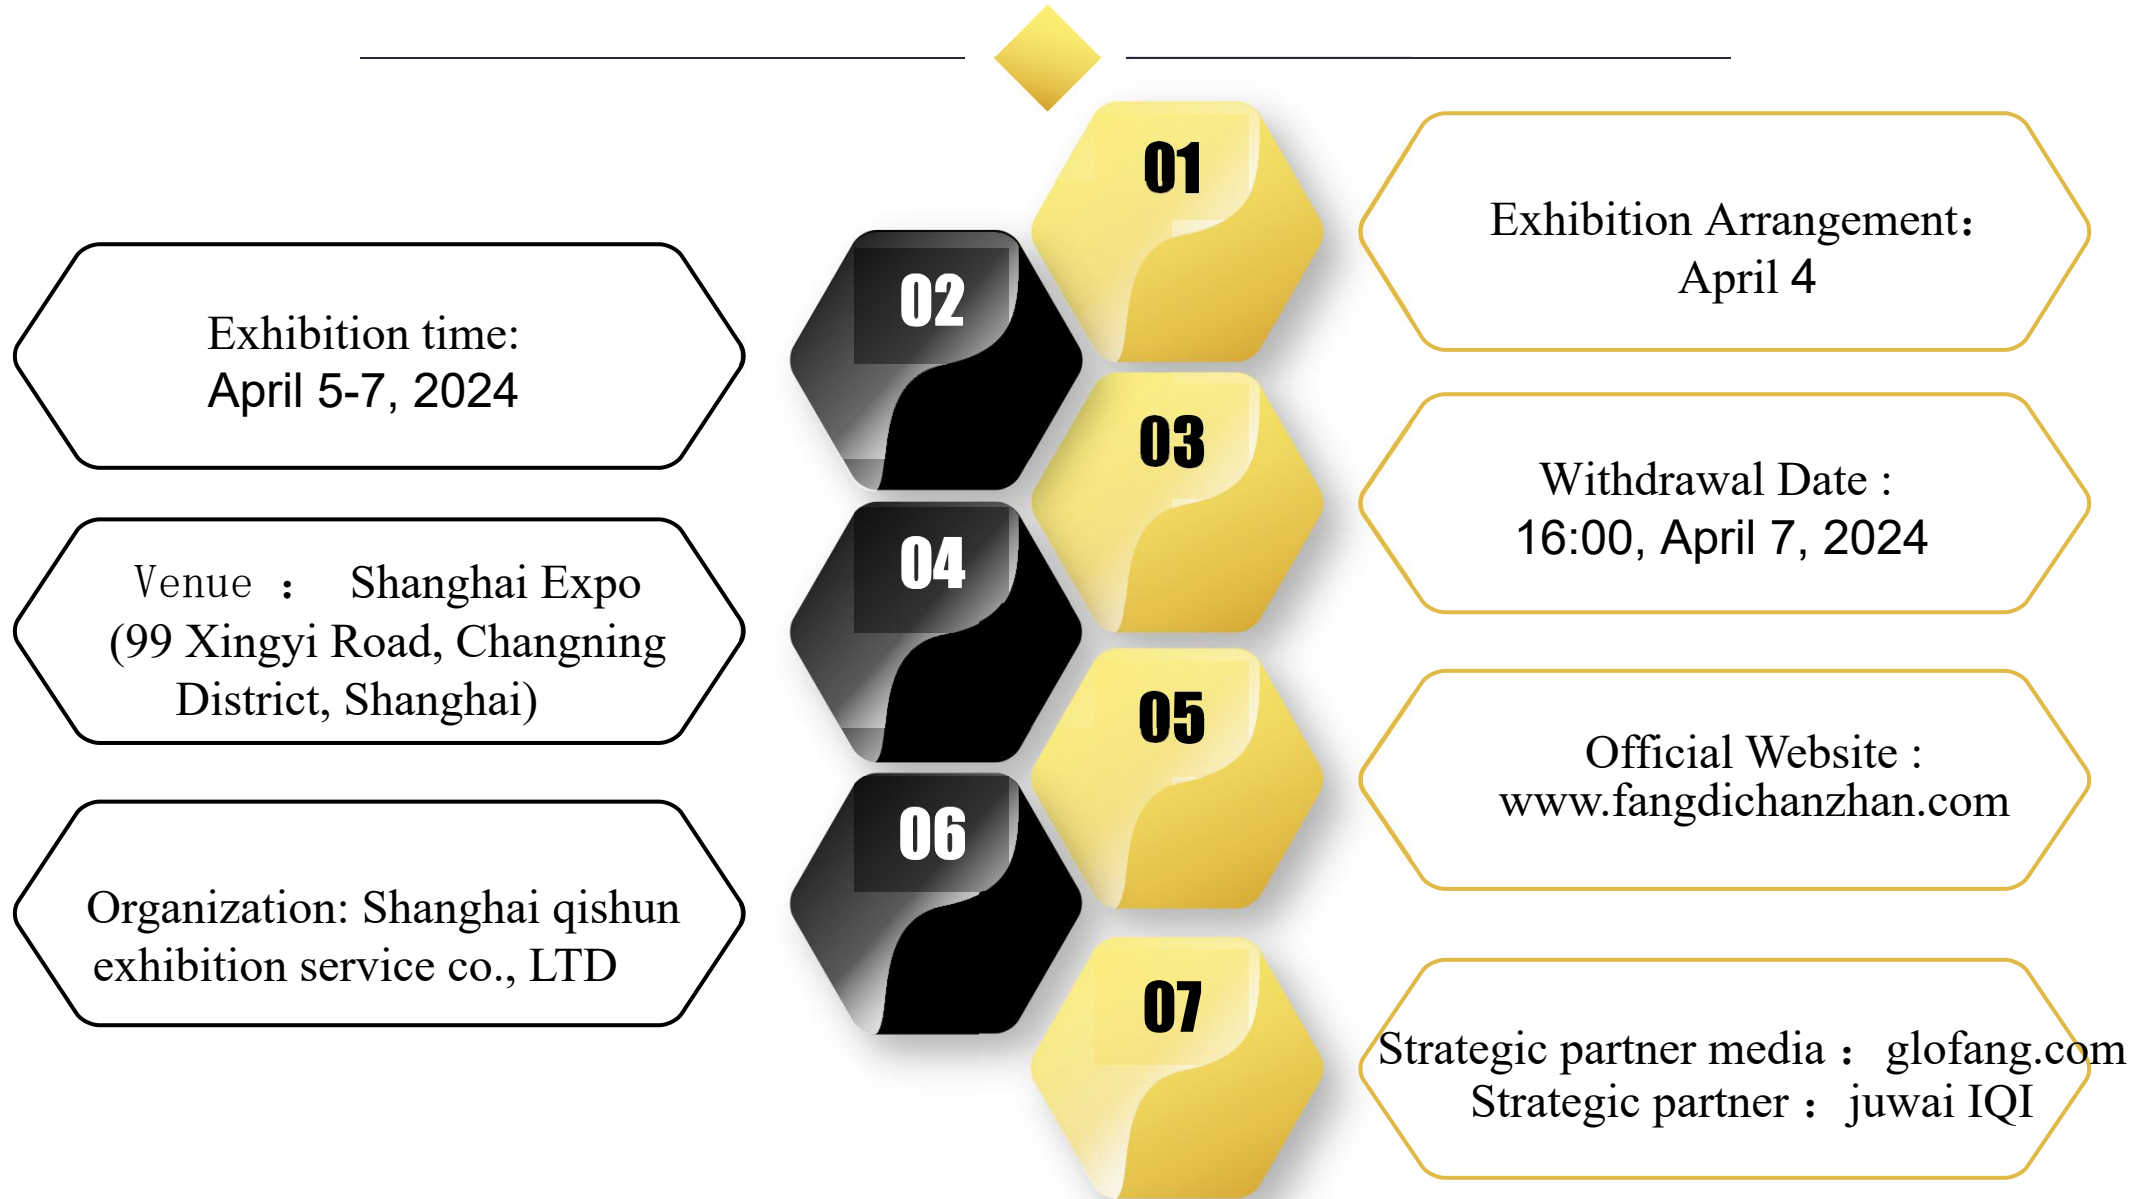 01
Exhibition Arrangement：
April 4
02
Exhibition time:
April 5-7, 2024
03
Withdrawal Date :
16:00, April 7, 2024
04
Venue ： Shanghai Expo
(99 Xingyi Road, Changning
District, Shanghai)
05
Official Website :
www.fangdichanzhan.com
06
Organization: Shanghai qishun
exhibition service co., LTD
07
Strategic partner media ： glofang.com
Strategic partner ： juwai IQI